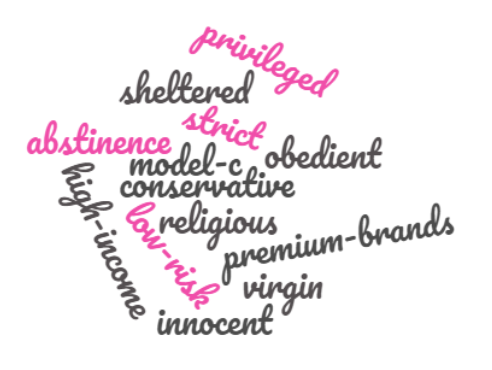 privileged
sheltered
strict
abstinence
model-c
obedient
conservative
high-income
low-risk
religious
premium-brands
virgin
innocent